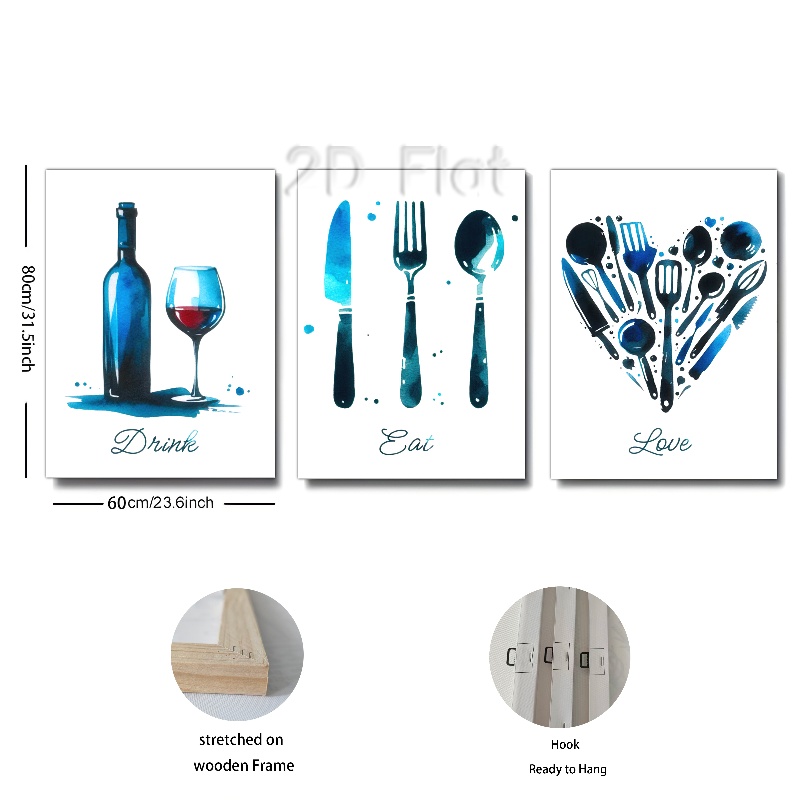 2D Flat
80cm/31.5inch
Drink
Eat
Love
60cm/23.6inch
stretched on
wooden Frame
Hook
Ready to Hang